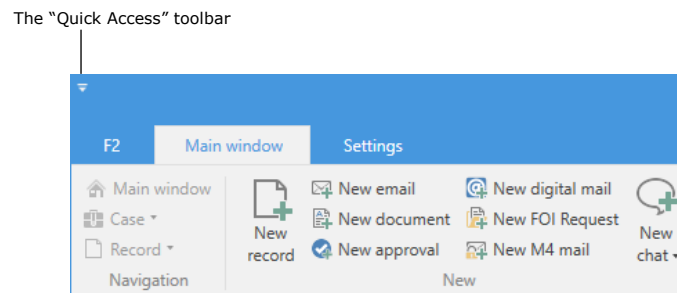 The “Quick Access” toolbar
F2 Main window Settings
Main window New email New digital mail
Case New document New FOI Request
New record New chat
Record New approval New M4 mail
Navigation New